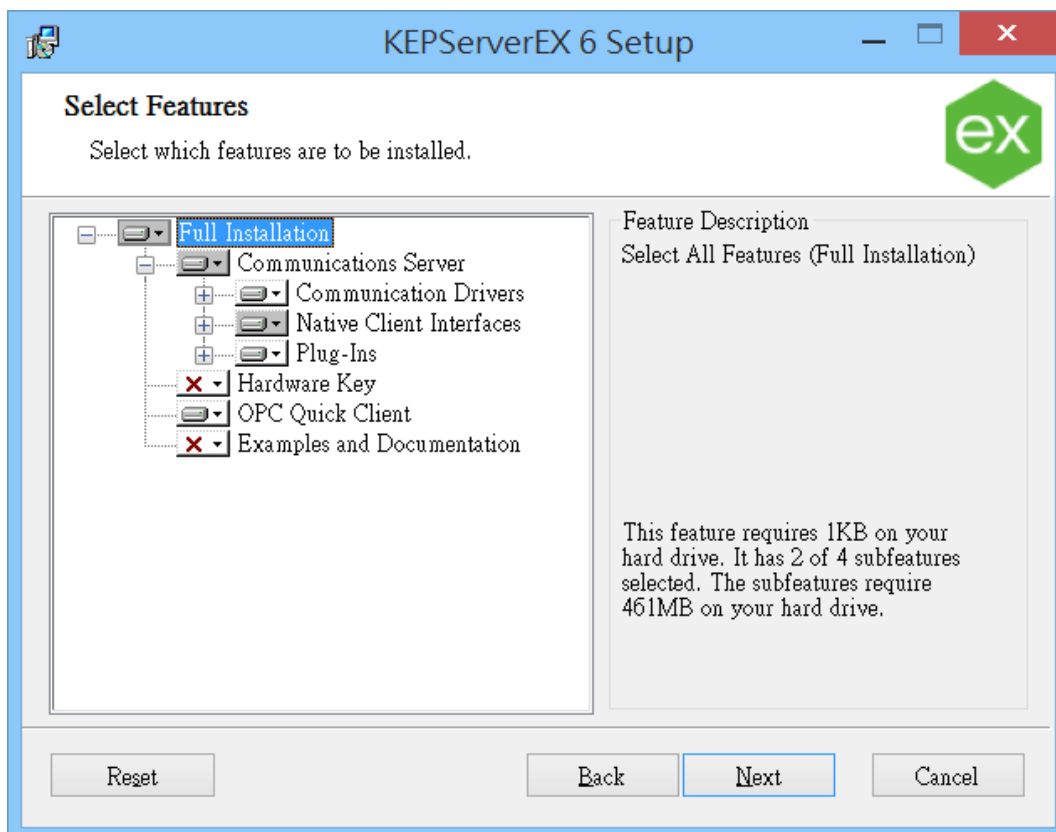 KEPServerEX 6 Setup
Select Features
Select which features are to be installed.
ex
Full Installation
Communications Server
Communication Drivers
Native Client Interfaces
Plug-Ins
Hardware Key
OPC Quick Client
Examples and Documentation
Feature Description
Select All Features (Full Installation)
This feature requires 1KB on your
hard drive. It has 2 of 4 subfeatures
selected. The subfeatures require
461MB on your hard drive.
Reset
Back
Next
Cancel